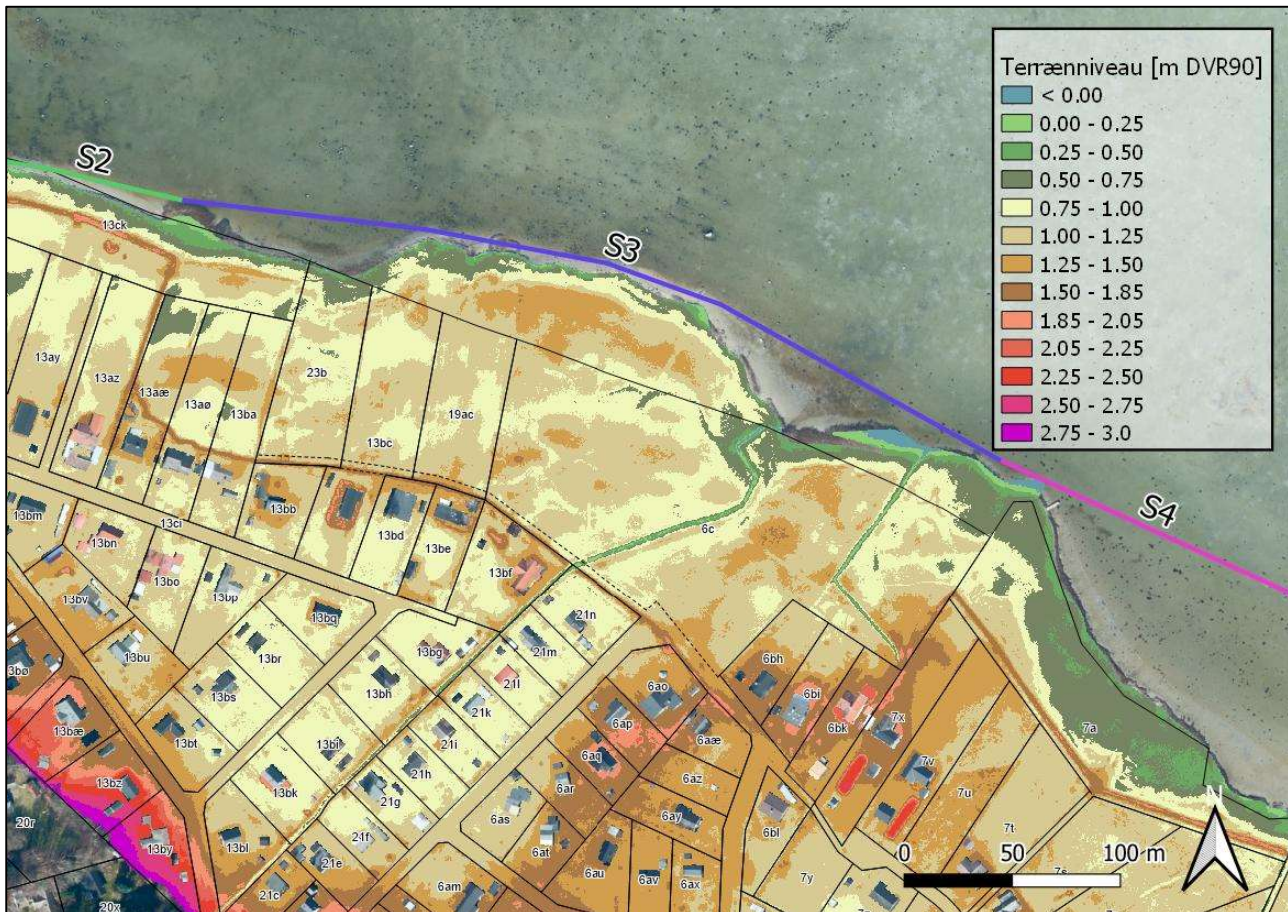 Terrænniveau [m DVR90]
< 0.00
0.00 - 0.25
0.25 - 0.50
0.50 - 0.75
0.75 - 1.00
1.00 - 1.25
1.25 - 1.50
1.50 - 1.85
1.85 - 2.05
2.05 - 2.25
2.25 - 2.50
2.50 - 2.75
2.75 - 3.0
S2
S3
S4
13ck
13ay
13az
13aæ
13aø
13ba
23b
13bc
19ac
13bm
13bn
13ci
13bb
13bd
13be
13bf
6c
13bo
13bp
13bq
13bv
13bu
13br
13bg
21n
21m
13bs
13bh
21l
21k
6bh
6bi
6bk
7x
6ao
6ap
6aæ
13bø
13bæ
13bt
13bi
21i
21h
6aq
6az
7v
7a
13bz
13bk
21g
6ar
6as
6ay
7u
13by
13bl
21f
21e
6at
6bl
7t
20r
21c
6am
6au
6av
6ax
7y
7s
20x
N
0 50 100 m